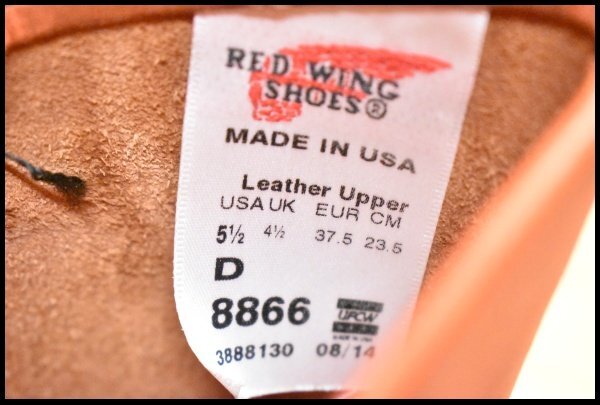 RED WING
SHOES®
MADE IN USA
Leather Upper
USA UK EUR CM
5½ 4½ 37.5 23.5
D
8866
UFCW
3888130 08/14